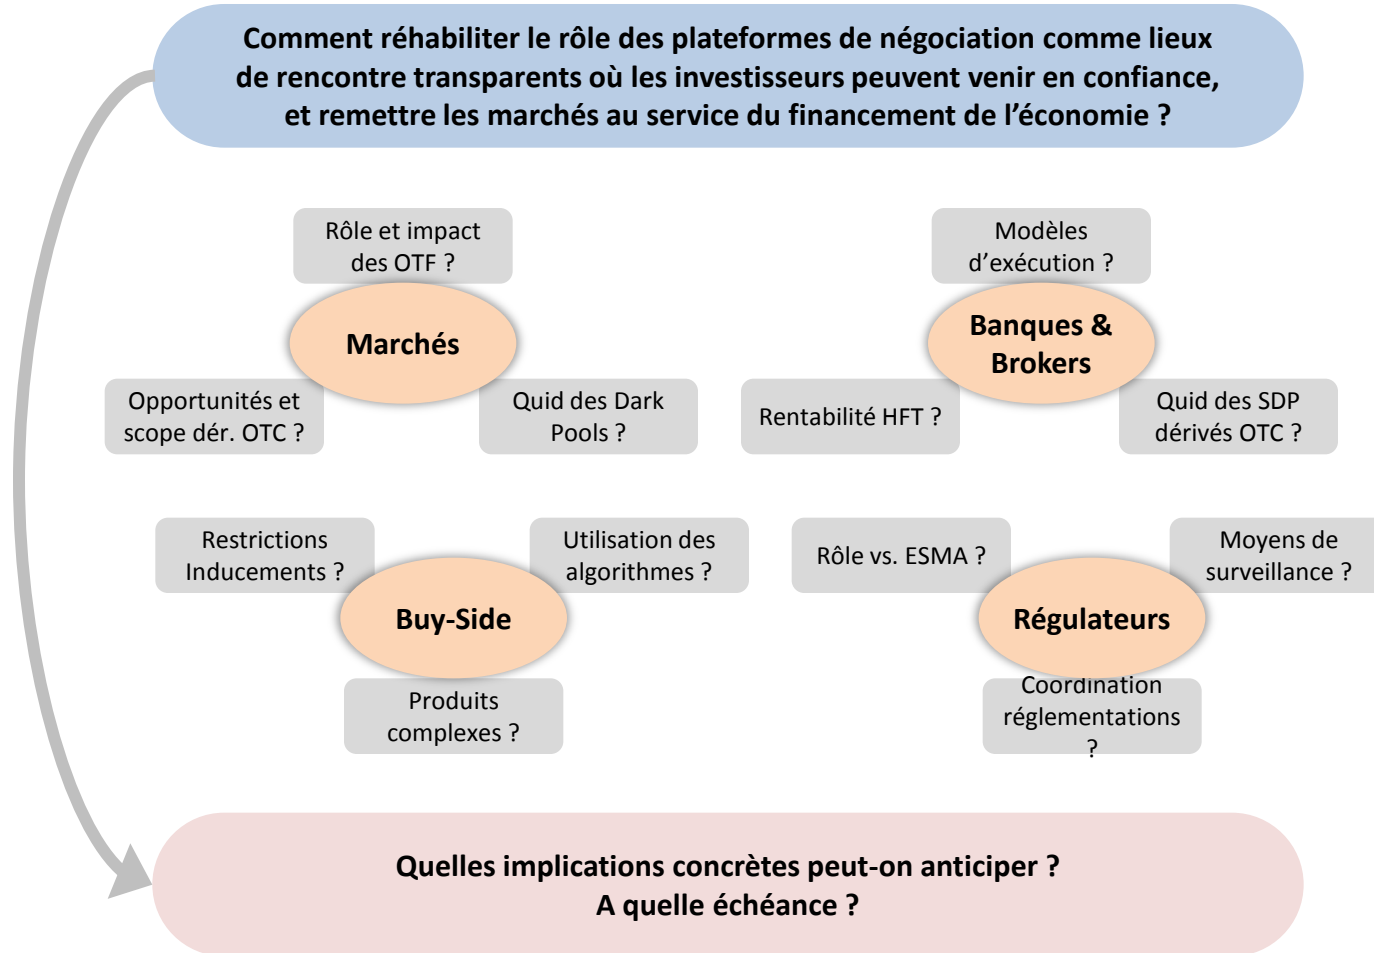 Comment réhabiliter le rôle des plateformes de négociation comme lieux
de rencontre transparents où les investisseurs peuvent venir en confiance,
et remettre les marchés au service du financement de l’économie ?
Rôle et impact
des OTF ?
Marchés
Opportunités et
scope dér. OTC ?
Quid des Dark
Pools ?
Modèles
d’exécution ?
Banques &
Brokers
Rentabilité HFT ?
Quid des SDP
dérivés OTC ?
Restrictions
Inducements ?
Utilisation des
algorithmes ?
Buy-Side
Produits
complexes ?
Rôle vs. ESMA ?
Moyens de
surveillance ?
Régulateurs
Coordination
réglementations
?
Quelles implications concrètes peut-on anticiper ?
A quelle échéance ?